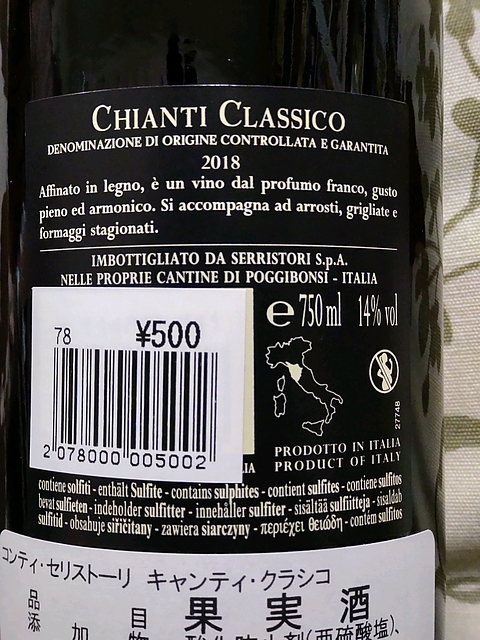 CHIANTI CLASSICO
DENOMINAZIONE DI ORIGINE CONTROLLATA E GARANTITA
2018
Affinato in legno, è un vino dal profumo franco, gusto
pieno ed armonico. Si accompagna ad arrosti, grigliate e
formaggi stagionati.
IMBOTTIGLIATO DA SERRISTORI S.p.A.
NELLE PROPRIE CANTINE DI POGGIBONSI - ITALIA
78 ¥500
2 078000 005002
e 750 ml 14% vol
27748
PRODOTTO IN ITALIA
PRODUCT OF ITALY
contiene solfiti - enthält Sulfite - contains sulphites - contient sulfites - contiene sulfitos
bevat sulfieten - indeholder sulfitter - innehåller sulfiter - sisältää sulfiitteja - sisaldab
sulfitid - obsahuje siřičitany - zawiera siarczyny - περιέχει θειώδη - contém sulfitos
コンティ・セリストーリ キャンティ・クラシコ
品 目 果 実 酒
添 加 物